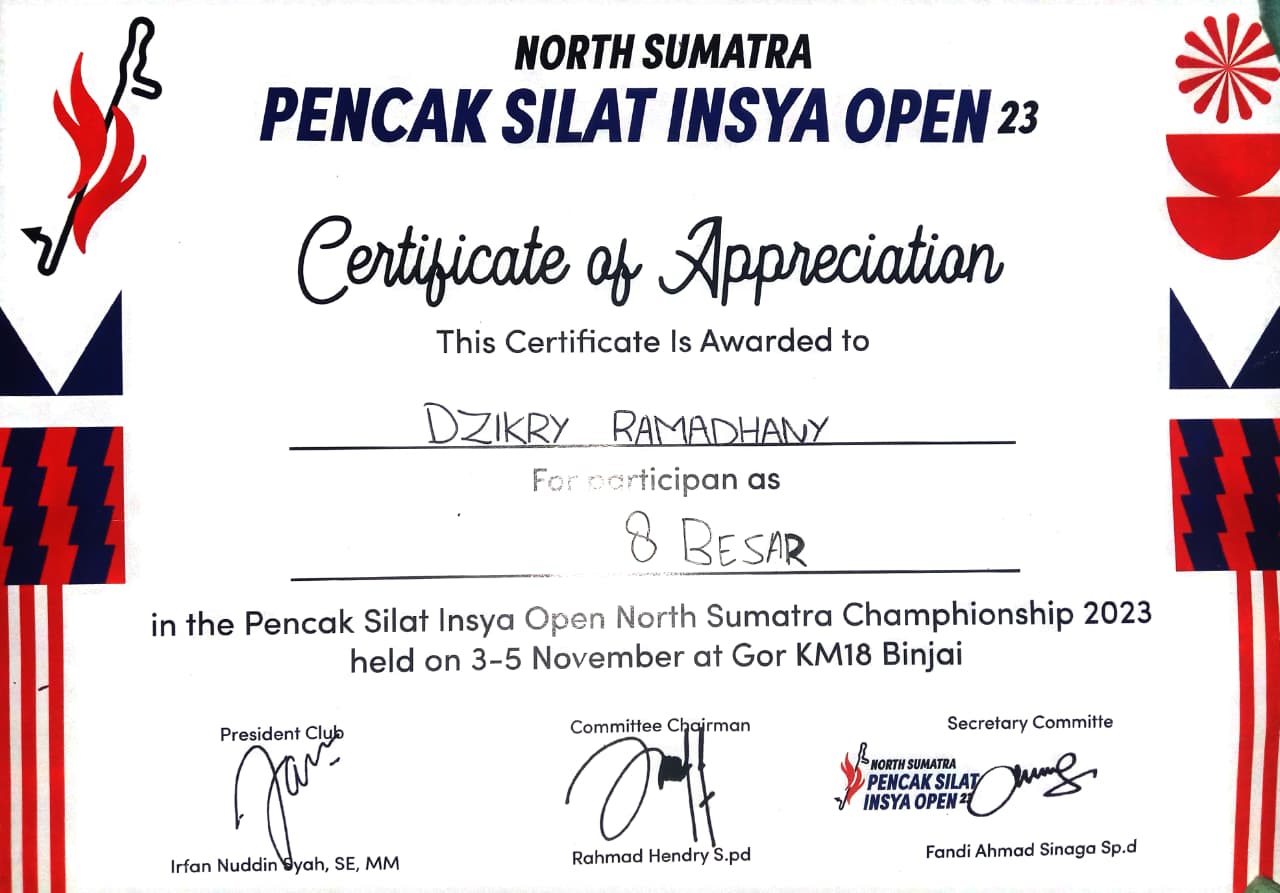 NORTH SUMATRA
PENCAK SILAT INSYA OPEN 23
Certificate of Appreciation
This Certificate Is Awarded to
DZIKRY RAMADHANY
For participan as
8 BESAR
in the Pencak Silat Insya Open North Sumatra Champhionship 2023
held on 3-5 November at Gor KM18 Binjai
President Club
Irfan Nuddin Syah, SE, MM
Committee Chairman
Rahmad Hendry S.pd
Secretary Committe
NORTH SUMATRA
PENCAK SILAT
INSYA OPEN 23
Fandi Ahmad Sinaga Sp.d